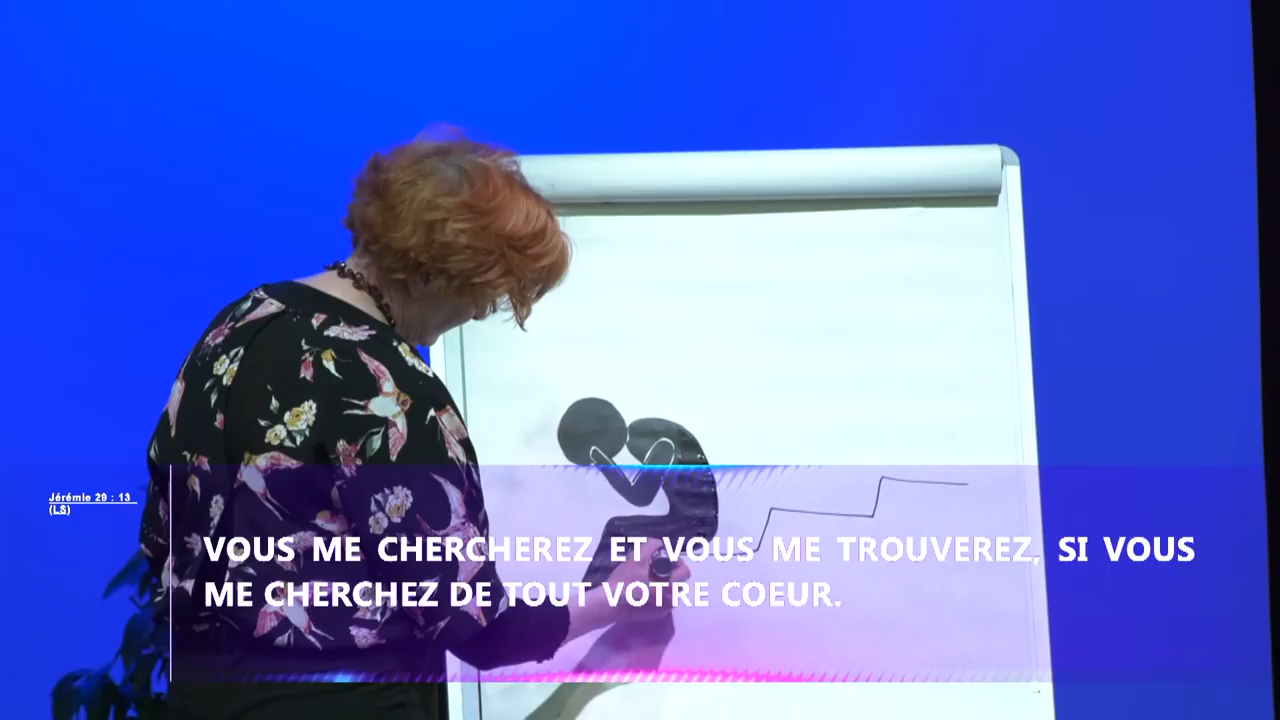 Jérémie 29 : 13
(LS)
VOUS ME CHERCHEREZ ET VOUS ME TROUVEREZ, SI VOUS
ME CHERCHEZ DE TOUT VOTRE COEUR.